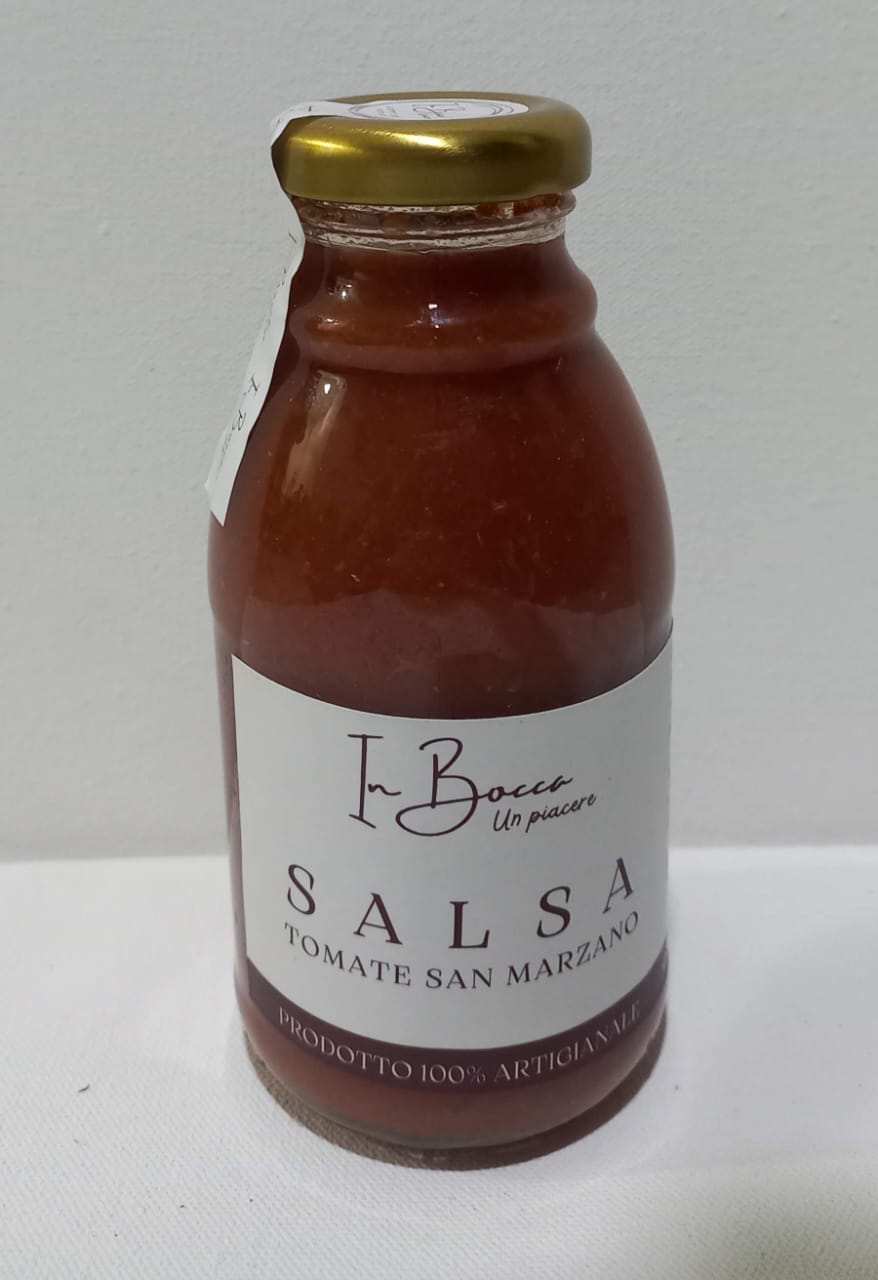 In Bocca
Un piacere
SALSA
TOMATE SAN MARZANO
PRODOTTO 100% ARTIGIANALE